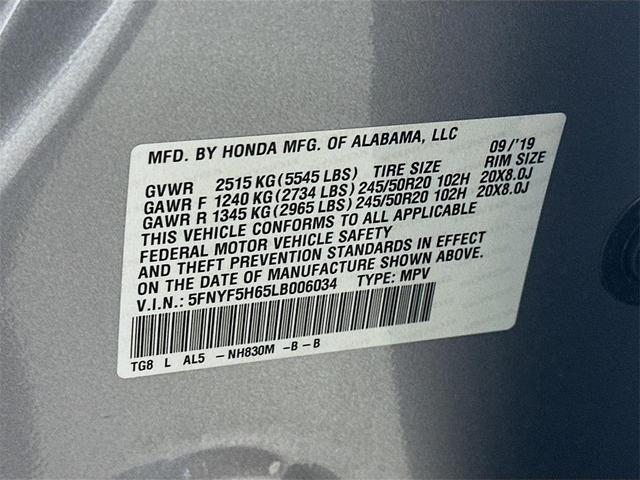 MFD. BY HONDA MFG. OF ALABAMA, LLC 09/'19
GVWR 2515 KG (5545 LBS) TIRE SIZE RIM SIZE
GAWR F 1240 KG (2734 LBS) 245/50R20 102H 20X8.0J
GAWR R 1345 KG (2965 LBS) 245/50R20 102H 20X8.0J
THIS VEHICLE CONFORMS TO ALL APPLICABLE
FEDERAL MOTOR VEHICLE SAFETY
AND THEFT PREVENTION STANDARDS IN EFFECT
ON THE DATE OF MANUFACTURE SHOWN ABOVE.
V.I.N.: 5FNYF5H65LB006034 TYPE: MPV
TG8 L AL5 -NH830M -B-B